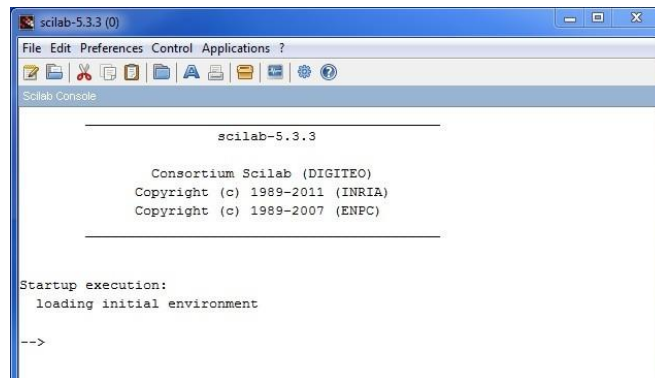 scilab-5.3.3 (0)
File Edit Preferences Control Applications ?
Scilab Console
scilab-5.3.3
Consortium Scilab (DIGITEO)
Copyright (c) 1989-2011 (INRIA)
Copyright (c) 1989-2007 (ENPC)
Startup execution:
loading initial environment
-->